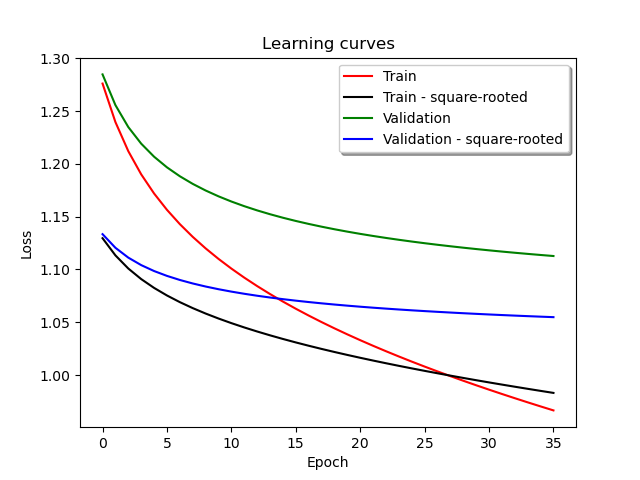 Learning curves
1.30
1.25
1.20
1.15
1.10
1.05
1.00
Loss
Train
Train - square-rooted
Validation
Validation - square-rooted
0 5 10 15 20 25 30 35
Epoch